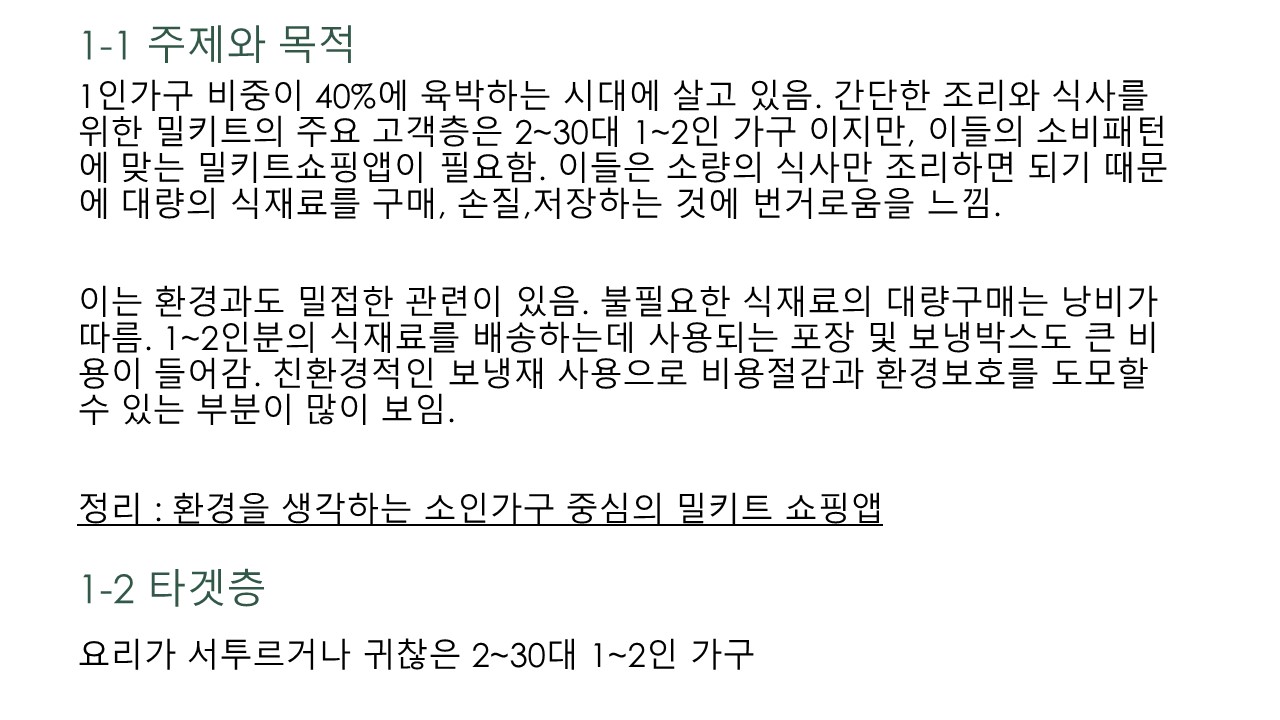 1-1 주제와 목적
1인가구 비중이 40%에 육박하는 시대에 살고 있음. 간단한 조리와 식사를
위한 밀키트의 주요 고객층은 2~30대 1~2인 가구 이지만, 이들의 소비패턴
에 맞는 밀키트쇼핑앱이 필요함. 이들은 소량의 식사만 조리하면 되기 때문
에 대량의 식재료를 구매, 손질,저장하는 것에 번거로움을 느낌.
이는 환경과도 밀접한 관련이 있음. 불필요한 식재료의 대량구매는 낭비가
따름. 1~2인분의 식재료를 배송하는데 사용되는 포장 및 보냉박스도 큰 비
용이 들어감. 친환경적인 보냉재 사용으로 비용절감과 환경보호를 도모할
수 있는 부분이 많이 보임.
정리 : 환경을 생각하는 소인가구 중심의 밀키트 쇼핑앱
1-2 타겟층
요리가 서투르거나 귀찮은 2~30대 1~2인 가구